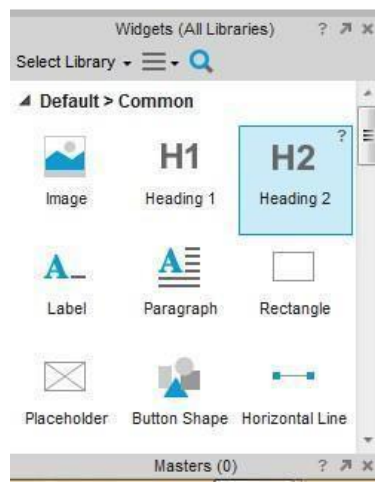 Widgets (All Libraries) ?
Select Library
Default > Common
H1 H2 ?
Image Heading 1 Heading 2
A_ A
Label Paragraph Rectangle
Placeholder Button Shape Horizontal Line
Masters (0) ?